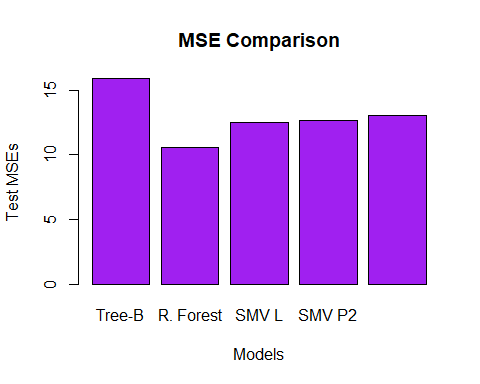 MSE Comparison
Test MSEs
15
10
5
0
Tree-B R. Forest SMV L SMV P2
Models